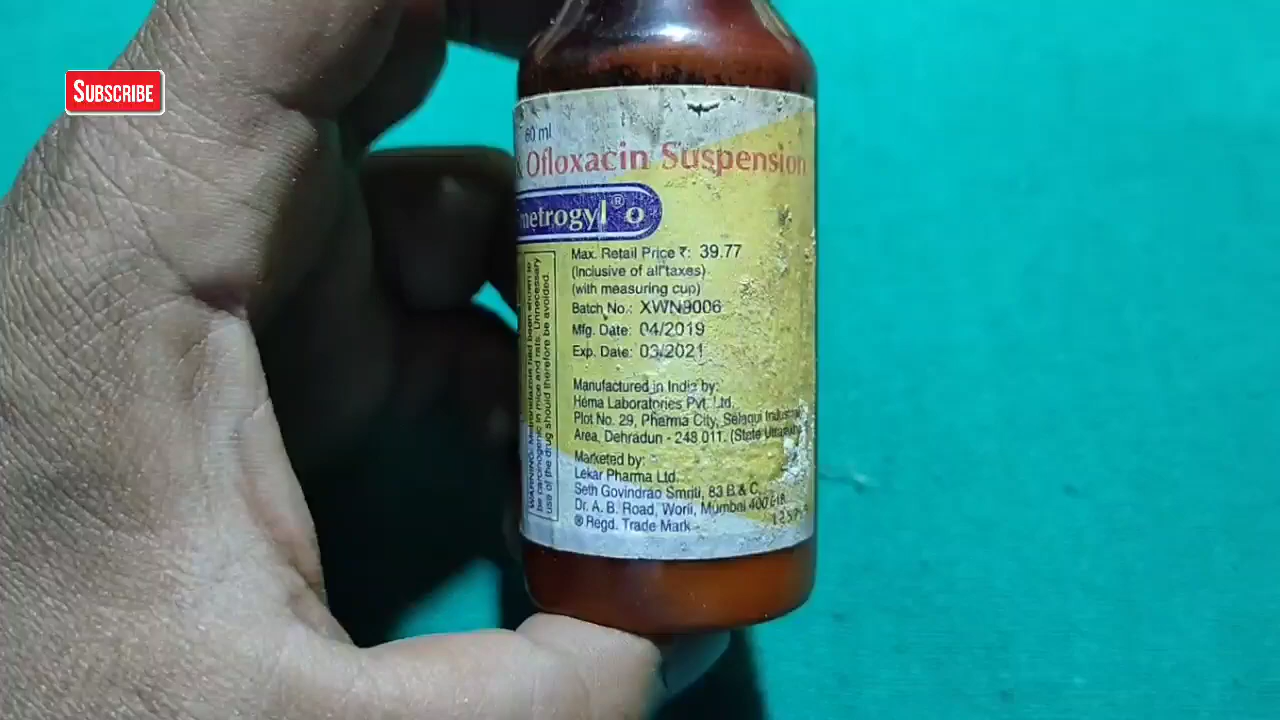 SUBSCRIBE
60 ml
& Ofloxacin Suspension
metrogyl® o
Max. Retail Price ₹: 39.77
(Inclusive of all taxes)
(with measuring cup)
Batch No.: XWN9006
Mfg. Date: 04/2019
Exp. Date: 03/2021
Manufactured in India by:
Hema Laboratories Pvt. Ltd.
Plot No. 29, Pharma City, Selaqui Industrial
Area, Dehradun - 248 011. (State Uttarak
Marketed by:
Lekar Pharma Ltd.
Seth Govindrao Smriti, 83 B & C,
Dr. A. B. Road, Worli, Mumbai 400 018
® Regd. Trade Mark
WARNING: Metronidazole had been shown to
be carcinogenic in mice and rats. Unnecessary
use of the drug should therefore be avoided.